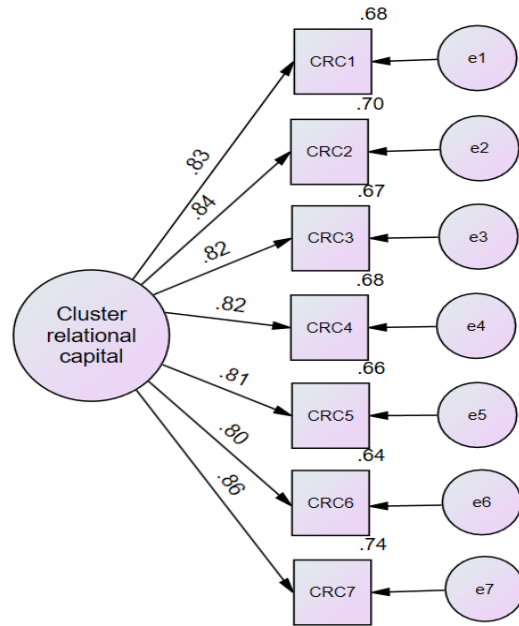 .68
CRC1
e1
.83
.70
CRC2
e2
.84
.67
CRC3
e3
.82
.68
CRC4
e4
.82
Cluster
relational
capital
.66
CRC5
e5
.81
.64
CRC6
e6
.80
.74
CRC7
e7
.86